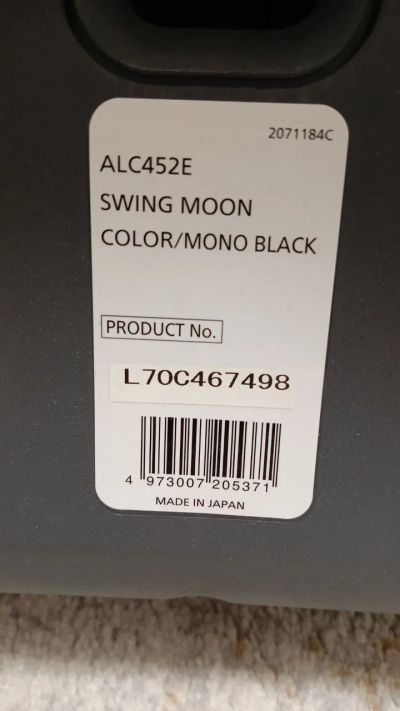 2071184C
ALC452E
SWING MOON
COLOR/MONO BLACK
PRODUCT No.
L70C467498
4 973007 205371
MADE IN JAPAN